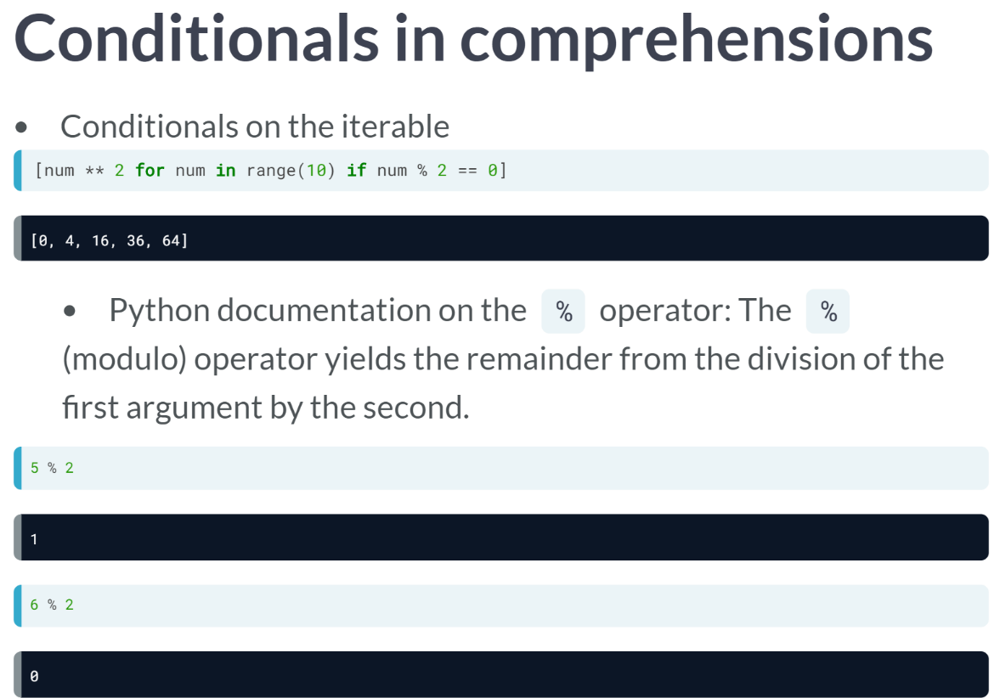 Conditionals in comprehensions
• Conditionals on the iterable
[num ** 2 for num in range(10) if num % 2 == 0]
[0, 4, 16, 36, 64]
• Python documentation on the % operator: The %
(modulo) operator yields the remainder from the division of the
first argument by the second.
5 % 2
1
6 % 2
0